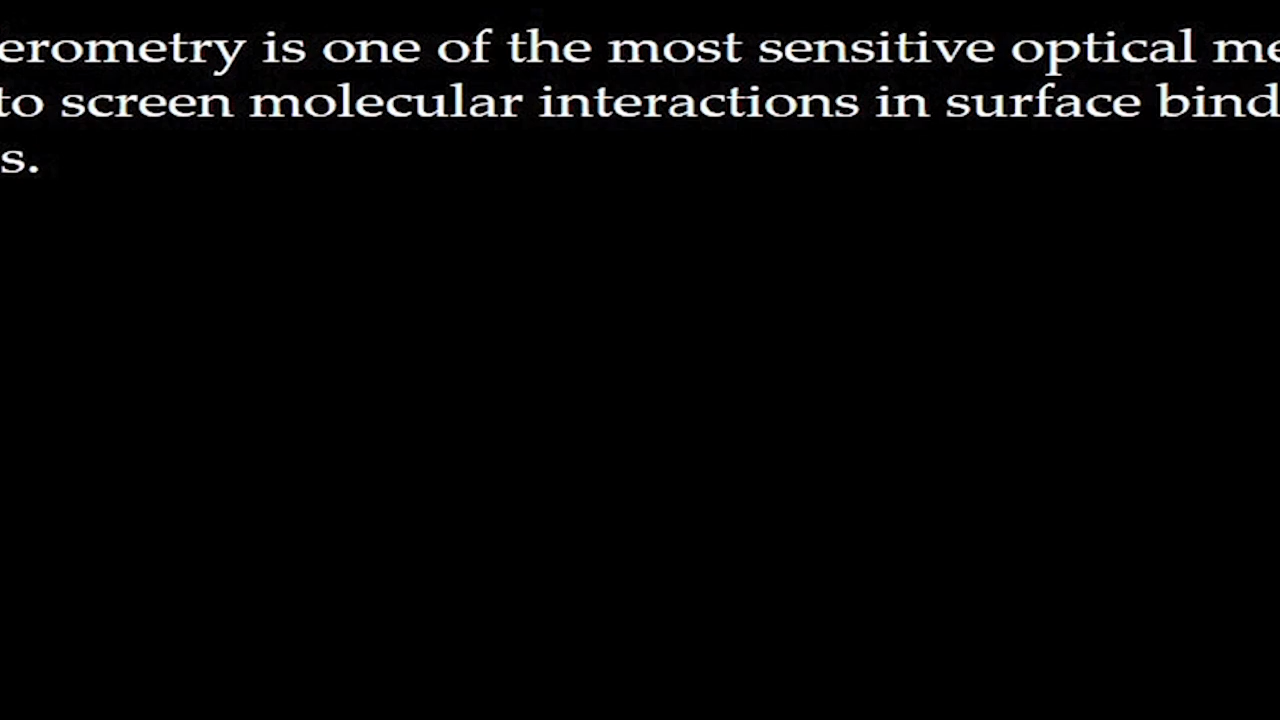 erometry is one of the most sensitive optical me
to screen molecular interactions in surface bind
s.